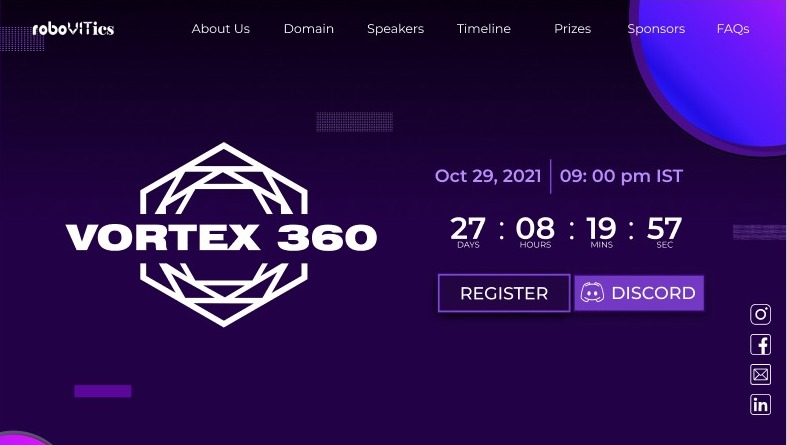 roboVITics
About Us Domain Speakers Timeline Prizes Sponsors FAQs
VORTEX 360
Oct 29, 2021 09: 00 pm IST
27 : 08 : 19 : 57
DAYS HOURS MINS SEC
REGISTER DISCORD
in